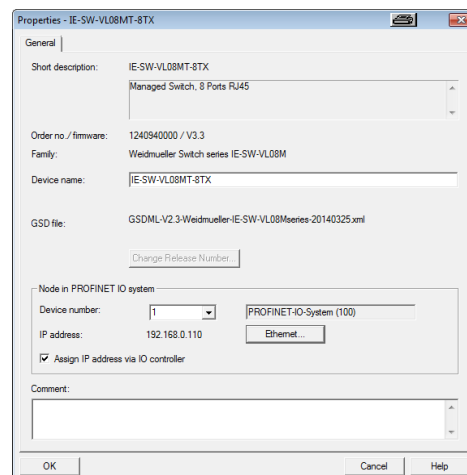 Properties - IE-SW-VL08MT-8TX
General
Short description: IE-SW-VL08MT-8TX
Managed Switch, 8 Ports RJ45
Order no./ firmware: 1240940000 / V3.3
Family: Weidmueller Switch series IE-SW-VL08M
Device name: IE-SW-VL08MT-8TX
GSD file: GSDML-V2.3-Weidmueller-IE-SW-VL08Mseries-20140325.xml
Change Release Number...
Node in PROFINET IO system
Device number: 1 PROFINET-IO-System (100)
IP address: 192.168.0.110 Ethernet...
Assign IP address via IO controller
Comment:
OK Cancel Help